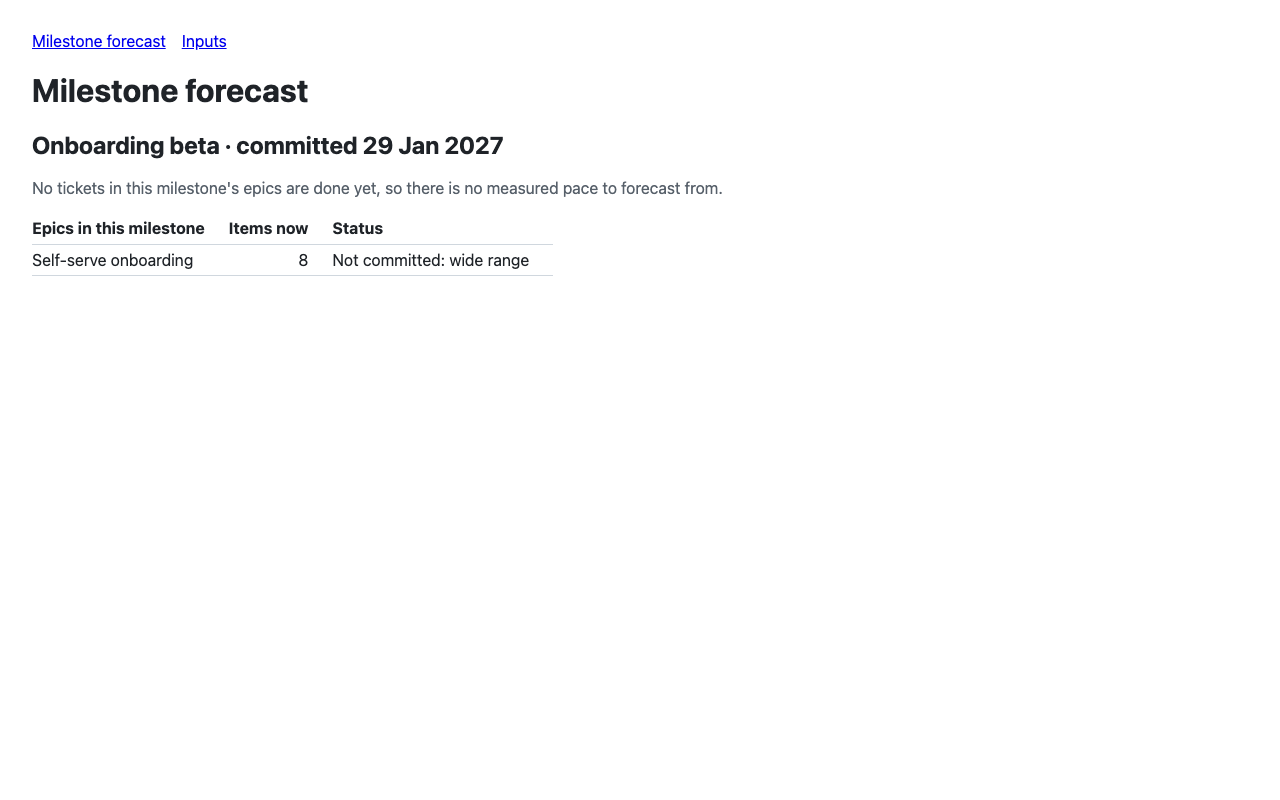 Milestone forecast Inputs
Milestone forecast
Onboarding beta · committed 29 Jan 2027
No tickets in this milestone's epics are done yet, so there is no measured pace to forecast from.
Epics in this milestone Items now Status
Self-serve onboarding 8 Not committed: wide range